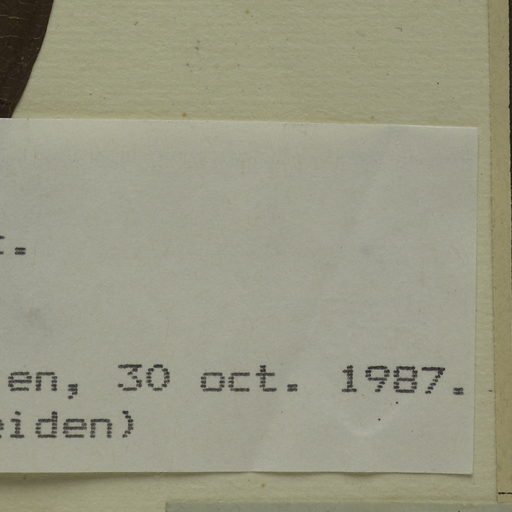 en, 30 oct. 1987.
eiden)